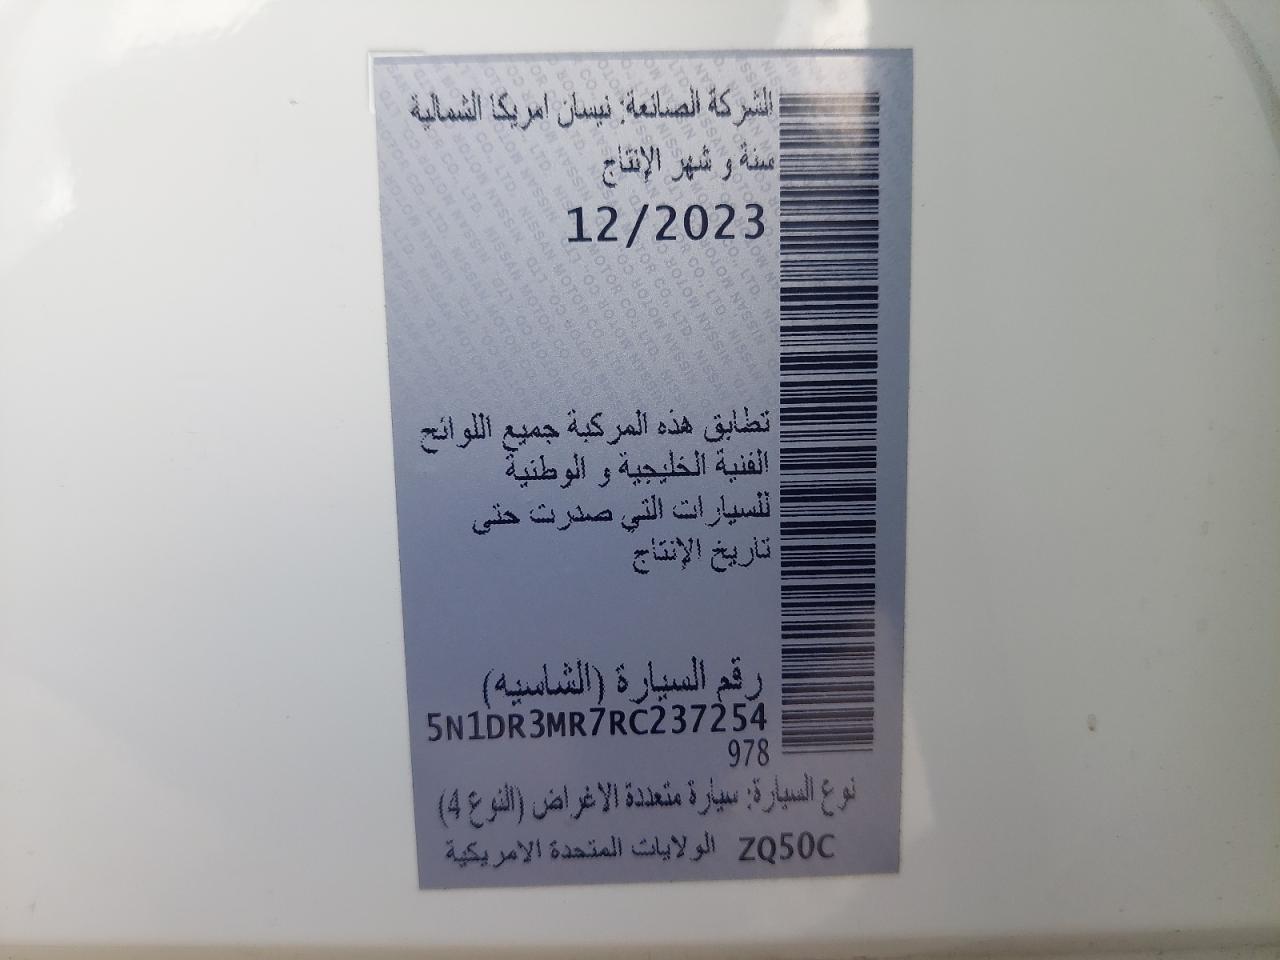 الشركة الصانعة: نيسان امريكا الشمالية
سنة و شهر الإنتاج
12/2023
تطابق هذه المركبة جميع اللوائح
الفنية الخليجية و الوطنية
للسيارات التي صدرت حتى
تاريخ الإنتاج
رقم السيارة (الشاسيه)
5N1DR3MR7RC237254
978
نوع السيارة: سيارة متعددة الاغراض (النوع 4)
ZQ50C الولايات المتحدة الامريكية